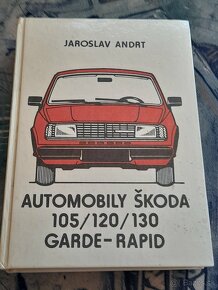 JAROSLAV ANDRT
AUTOMOBILY ŠKODA
105/120/130
GARDE-RAPID